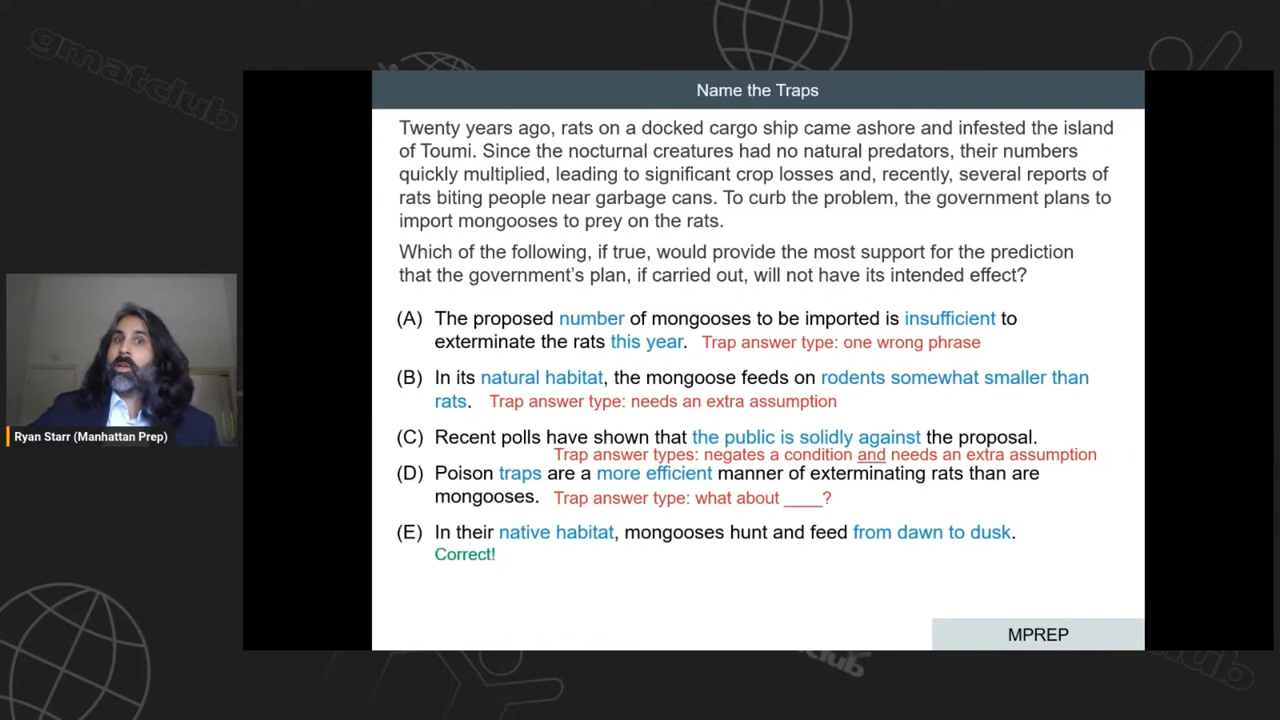 gmatclub
Name the Traps
Twenty years ago, rats on a docked cargo ship came ashore and infested the island
of Toumi. Since the nocturnal creatures had no natural predators, their numbers
quickly multiplied, leading to significant crop losses and, recently, several reports of
rats biting people near garbage cans. To curb the problem, the government plans to
import mongooses to prey on the rats.
Which of the following, if true, would provide the most support for the prediction
that the government's plan, if carried out, will not have its intended effect?
(A) The proposed number of mongooses to be imported is insufficient to
exterminate the rats this year. Trap answer type: one wrong phrase
(B) In its natural habitat, the mongoose feeds on rodents somewhat smaller than
rats. Trap answer type: needs an extra assumption
(C) Recent polls have shown that the public is solidly against the proposal.
Trap answer types: negates a condition and needs an extra assumption
(D) Poison traps are a more efficient manner of exterminating rats than are
mongooses. Trap answer type: what about ____?
(E) In their native habitat, mongooses hunt and feed from dawn to dusk.
Correct!
Ryan Starr (Manhattan Prep)
MPREP